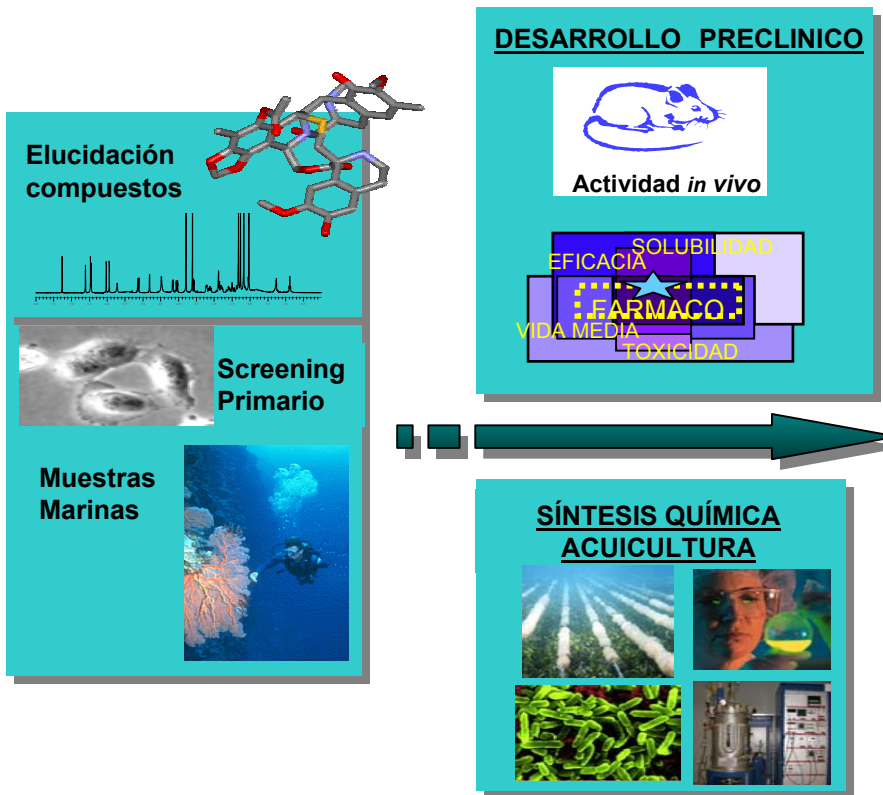 Elucidación
compuestos
Screening
Primario
Muestras
Marinas
DESARROLLO PRECLINICO
Actividad in vivo
SOLUBILIDAD
EFICACIA
FARMACO
VIDA MEDIA
TOXICIDAD
SÍNTESIS QUÍMICA
ACUICULTURA